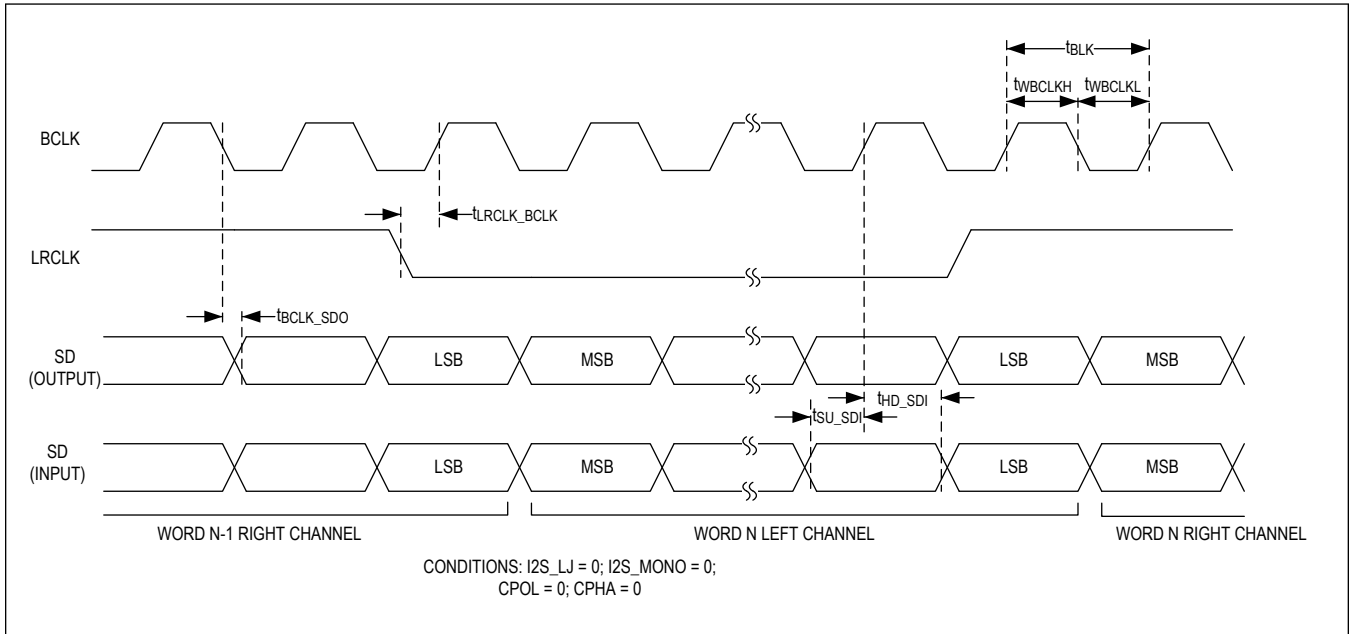 tBLK
tWBCLKH tWBCLKL
BCLK
tLRCLK_BCLK
LRCLK
tBCLK_SDO
SD
(OUTPUT)
LSB MSB LSB MSB
tHD_SDI
tSU_SDI
SD
(INPUT)
LSB MSB LSB MSB
WORD N-1 RIGHT CHANNEL WORD N LEFT CHANNEL WORD N RIGHT CHANNEL
CONDITIONS: I2S_LJ = 0; I2S_MONO = 0;
CPOL = 0; CPHA = 0